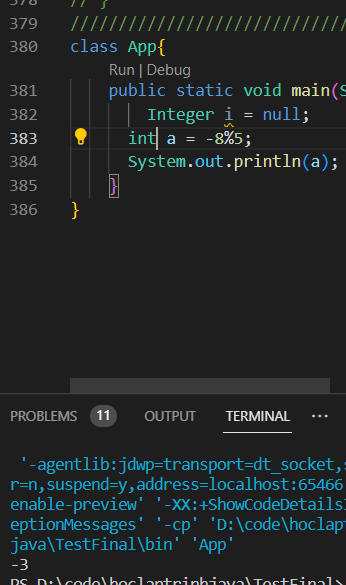 378 // }
379 /////////////////////////////
380 class App{
Run | Debug
381 public static void main(S
382 Integer i = null;
383 int a = -8%5;
384 System.out.println(a);
385 }
386 }
PROBLEMS 11 OUTPUT TERMINAL ...
'-agentlib:jdwp=transport=dt_socket,s
r=n,suspend=y,address=localhost:65466
enable-preview' '-XX:+ShowCodeDetailsI
eptionMessages' '-cp' 'D:\code\hoclapt
java\TestFinal\bin' 'App'
-3
PS D:\code\hoclaptrinhjava\TestFinal>